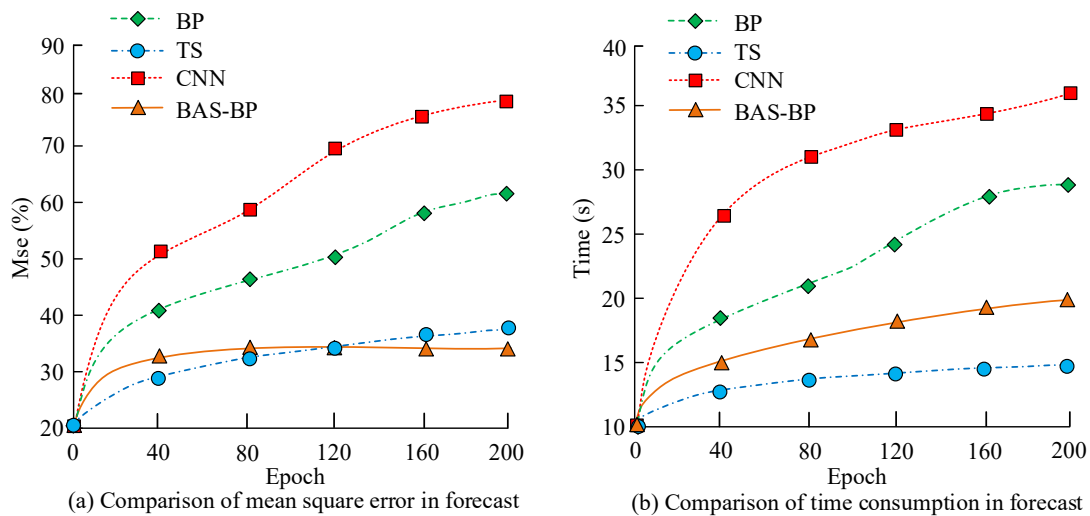 BP
TS
CNN
BAS-BP
90
80
70
60
50
40
30
20
Mse (%)
0
40
80
120
160
200
Epoch
(a) Comparison of mean square error in forecast
BP
TS
CNN
BAS-BP
40
35
30
25
20
15
10
Time (s)
0
40
80
120
160
200
Epoch
(b) Comparison of time consumption in forecast